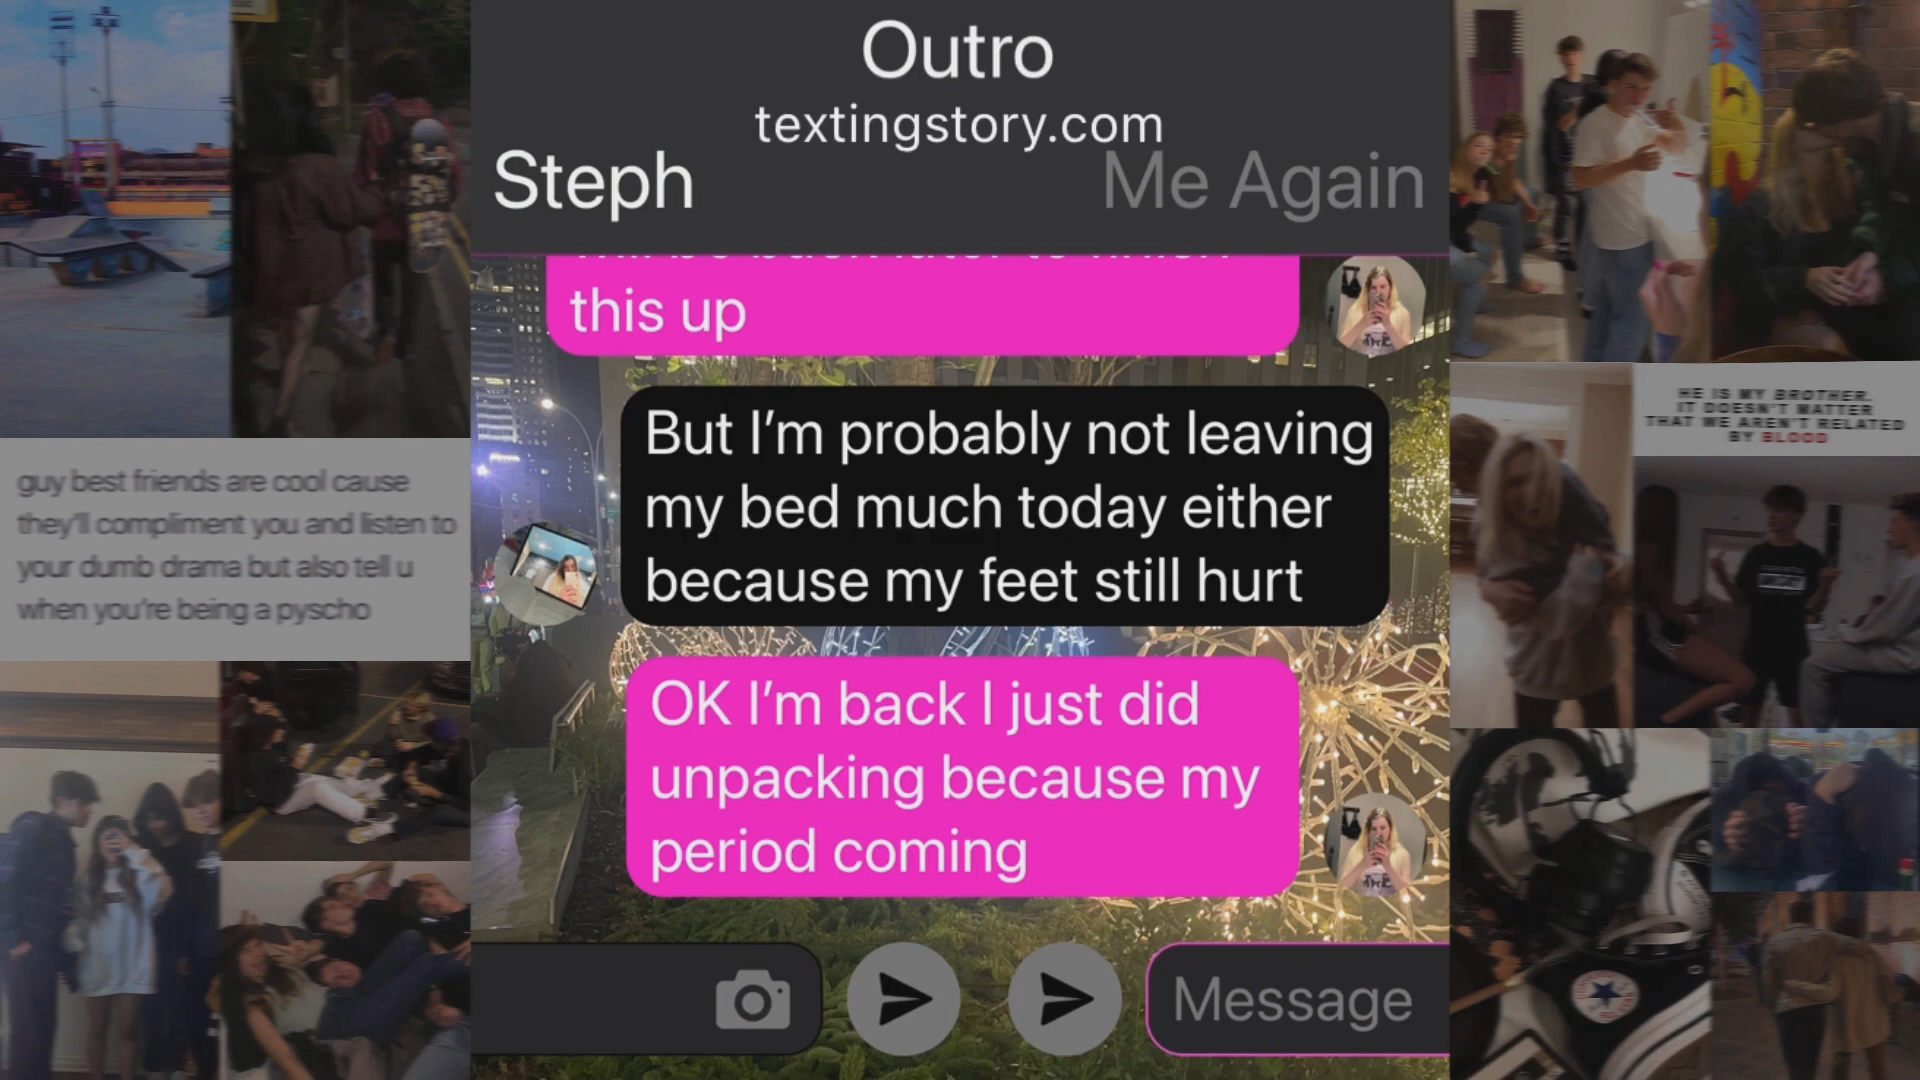 Outro
textingstory.com
Steph
Me Again
this up
But I'm probably not leaving
my bed much today either
because my feet still hurt
OK I'm back I just did
unpacking because my
period coming
Message
guy best friends are cool cause
they'll compliment you and listen to
your dumb drama but also tell u
when you're being a pyscho
HE IS MY BROTHER.
IT DOESN'T MATTER
THAT WE AREN'T RELATED
BY BLOOD